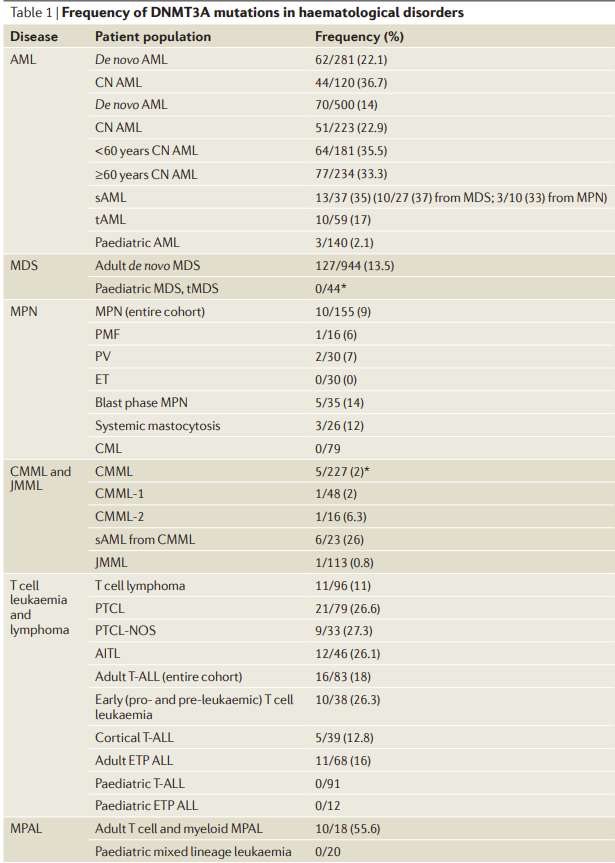 Table 1 | Frequency of DNMT3A mutations in haematological disorders
Disease Patient population Frequency (%)
AML De novo AML 62/281 (22.1)
CN AML 44/120 (36.7)
De novo AML 70/500 (14)
CN AML 51/223 (22.9)
<60 years CN AML 64/181 (35.5)
≥60 years CN AML 77/234 (33.3)
sAML 13/37 (35) (10/27 (37) from MDS; 3/10 (33) from MPN)
tAML 10/59 (17)
Paediatric AML 3/140 (2.1)
MDS Adult de novo MDS 127/944 (13.5)
Paediatric MDS, tMDS 0/44*
MPN MPN (entire cohort) 10/155 (9)
PMF 1/16 (6)
PV 2/30 (7)
ET 0/30 (0)
Blast phase MPN 5/35 (14)
Systemic mastocytosis 3/26 (12)
CML 0/79
CMML and CMML 5/227 (2)*
JMML
CMML-1 1/48 (2)
CMML-2 1/16 (6.3)
sAML from CMML 6/23 (26)
JMML 1/113 (0.8)
T cell T cell lymphoma 11/96 (11)
leukaemia PTCL 21/79 (26.6)
and
lymphoma PTCL-NOS 9/33 (27.3)
AITL 12/46 (26.1)
Adult T-ALL (entire cohort) 16/83 (18)
Early (pro- and pre-leukaemic) T cell 10/38 (26.3)
leukaemia
Cortical T-ALL 5/39 (12.8)
Adult ETP ALL 11/68 (16)
Paediatric T-ALL 0/91
Paediatric ETP ALL 0/12
MPAL Adult T cell and myeloid MPAL 10/18 (55.6)
Paediatric mixed lineage leukaemia 0/20